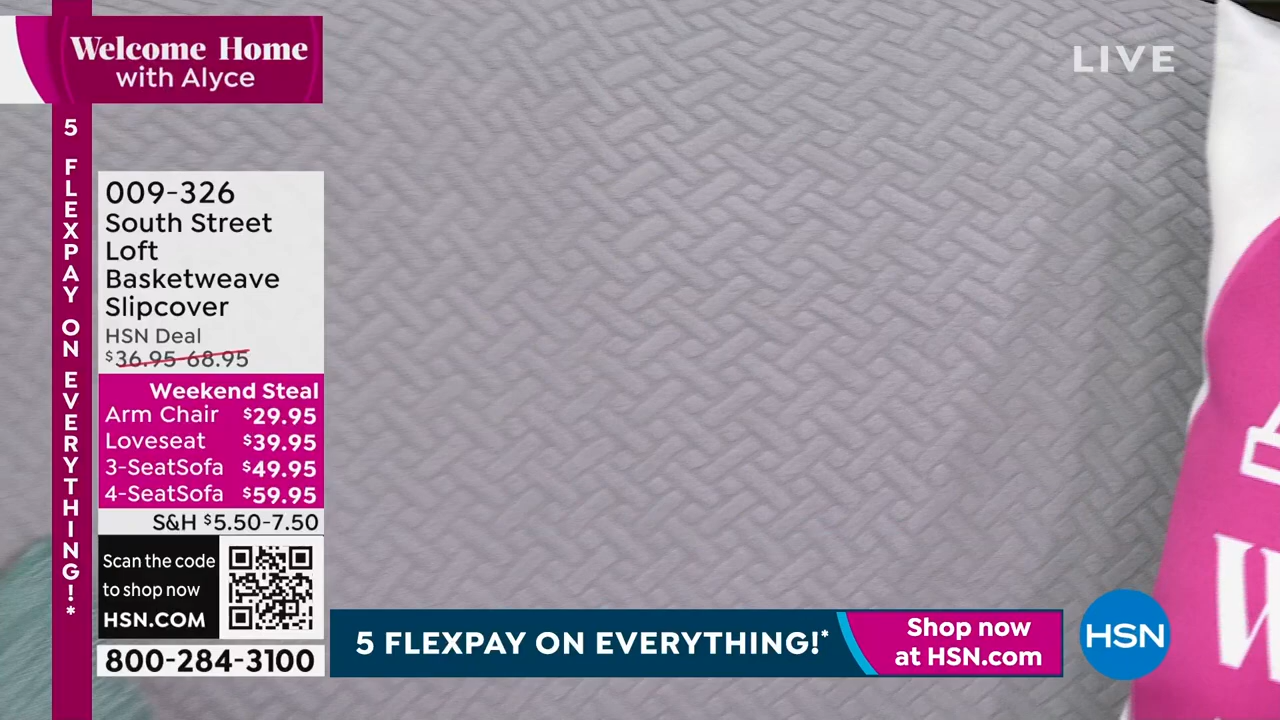 Welcome Home
with Alyce
LIVE
5 FLEXPAY ON EVERYTHING!*
009-326
South Street
Loft
Basketweave
Slipcover
HSN Deal
$36.95-68.95
Weekend Steal
Arm Chair $29.95
Loveseat $39.95
3-SeatSofa $49.95
4-SeatSofa $59.95
S&H $5.50-7.50
Scan the code
to shop now
HSN.COM
800-284-3100
5 FLEXPAY ON EVERYTHING!*
Shop now
at HSN.com
HSN